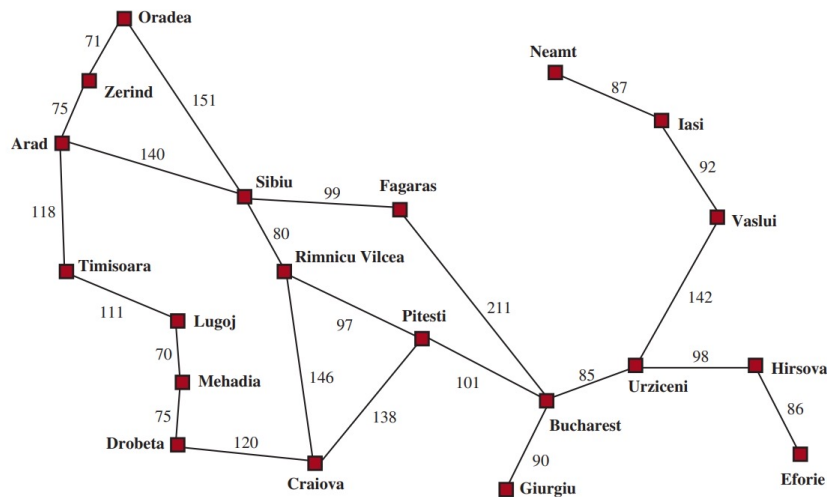 Oradea
71
Neamt
87
Zerind
151
75
Iasi
Arad
140
92
Sibiu
99
Fagaras
118
80
Vaslui
Rimnicu Vilcea
Timisoara
211
142
111
Lugoj
97
Pitesti
70
98
Hirsova
146
101
85
Urziceni
Mehadia
75
138
86
Bucharest
Drobeta
120
90
Craiova
Eforie
Giurgiu